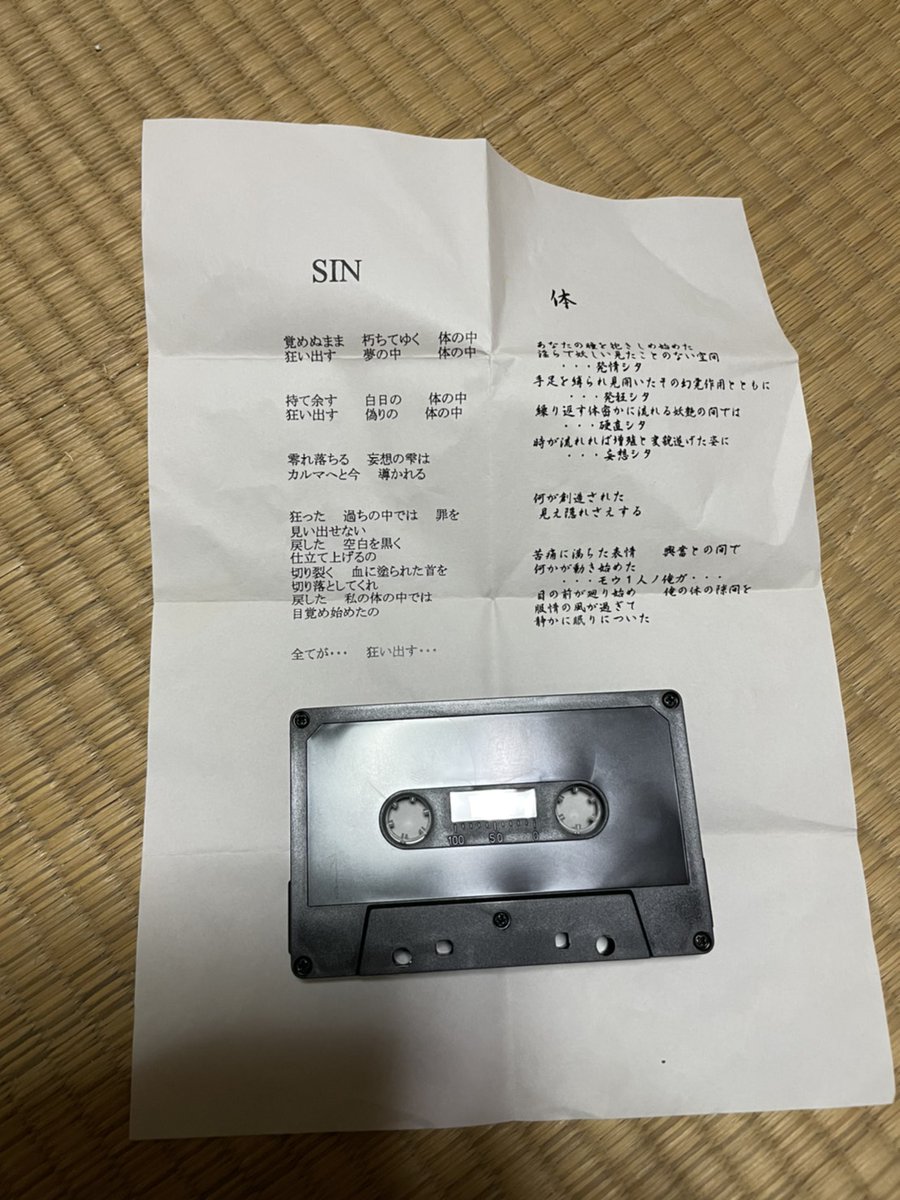 SIN
覚めぬまま 朽ちてゆく 体の中
狂い出す 夢の中 体の中
持て余す 白日の 体の中
狂い出す 偽りの 体の中
零れ落ちる 妄想の雫は
カルマへと今 導かれる
狂った 過ちの中では 罪を
見い出せない
戻した 空白を黒く
仕立て上げるの
切り裂く 血に塗られた首を
切り落としてくれ
戻した 私の体の中では
目覚め始めたの
全てが・・・ 狂い出す・・・
体
あなたの瞳を抱きしめ始めた
淫らで妖しい見たことのない空間
・・・発情シタ
手足を縛られ見開いたその幻覚作用とともに
・・・発狂シタ
繰り返す体密かに流れる妖艶の間では
・・・硬直シタ
時が流れれば増殖と変貌遂げた姿に
・・・妄想シタ
何が創造された
見え隠れさえする
苦痛に満ちた表情 興奮との間で
何かが動き始めた
・・・モウ1人ノ俺ガ・・・
目の前が廻り始め 俺の体の隙間を
服情の風が過ぎて
静かに眠りについた
100 50 0